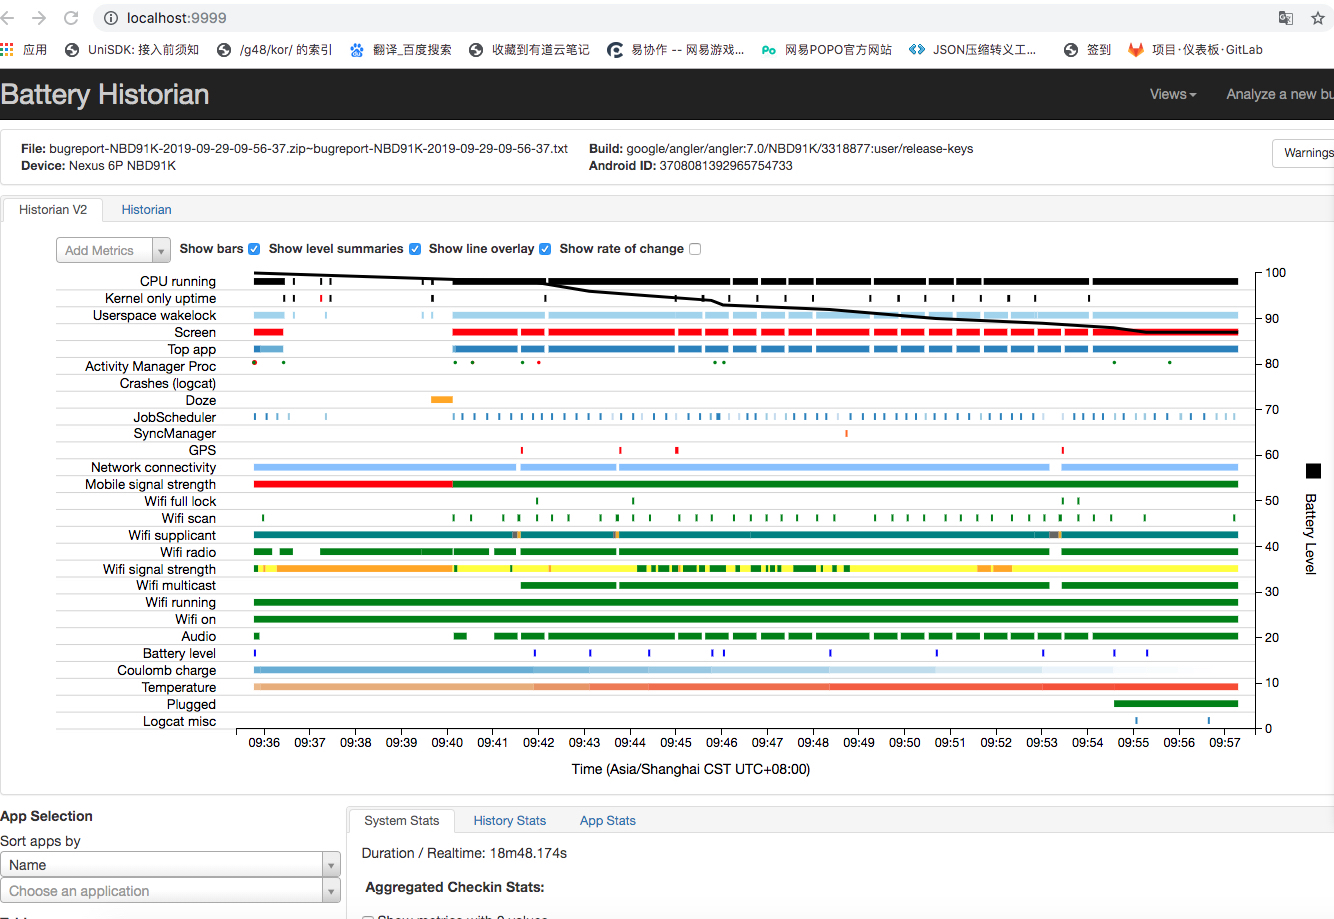 localhost:9999
应用 UniSDK: 接入前须知 /g48/kor/ 的索引 翻译_百度搜索 收藏到有道云笔记 易协作 -- 网易游戏... 网易POPO官方网站 JSON压缩转义工... 签到 项目·仪表板·GitLab
Battery Historian Views Analyze a new bu
File: bugreport-NBD91K-2019-09-29-09-56-37.zip~bugreport-NBD91K-2019-09-29-09-56-37.txt Build: google/angler/angler:7.0/NBD91K/3318877:user/release-keys
Device: Nexus 6P NBD91K Android ID: 3708081392965754733
Warnings
Historian V2 Historian
Add Metrics Show bars Show level summaries Show line overlay Show rate of change
CPU running
Kernel only uptime
Userspace wakelock
Screen
Top app
Activity Manager Proc
Crashes (logcat)
Doze
JobScheduler
SyncManager
GPS
Network connectivity
Mobile signal strength
Wifi full lock
Wifi scan
Wifi supplicant
Wifi radio
Wifi signal strength
Wifi multicast
Wifi running
Wifi on
Audio
Battery level
Coulomb charge
Temperature
Plugged
Logcat misc
100
90
80
70
60
50
40
30
20
10
0
Battery Level
09:36 09:37 09:38 09:39 09:40 09:41 09:42 09:43 09:44 09:45 09:46 09:47 09:48 09:49 09:50 09:51 09:52 09:53 09:54 09:55 09:56 09:57
Time (Asia/Shanghai CST UTC+08:00)
App Selection
Sort apps by
Name
Choose an application
System Stats History Stats App Stats
Duration / Realtime: 18m48.174s
Aggregated Checkin Stats:
Show metrics with 0 values